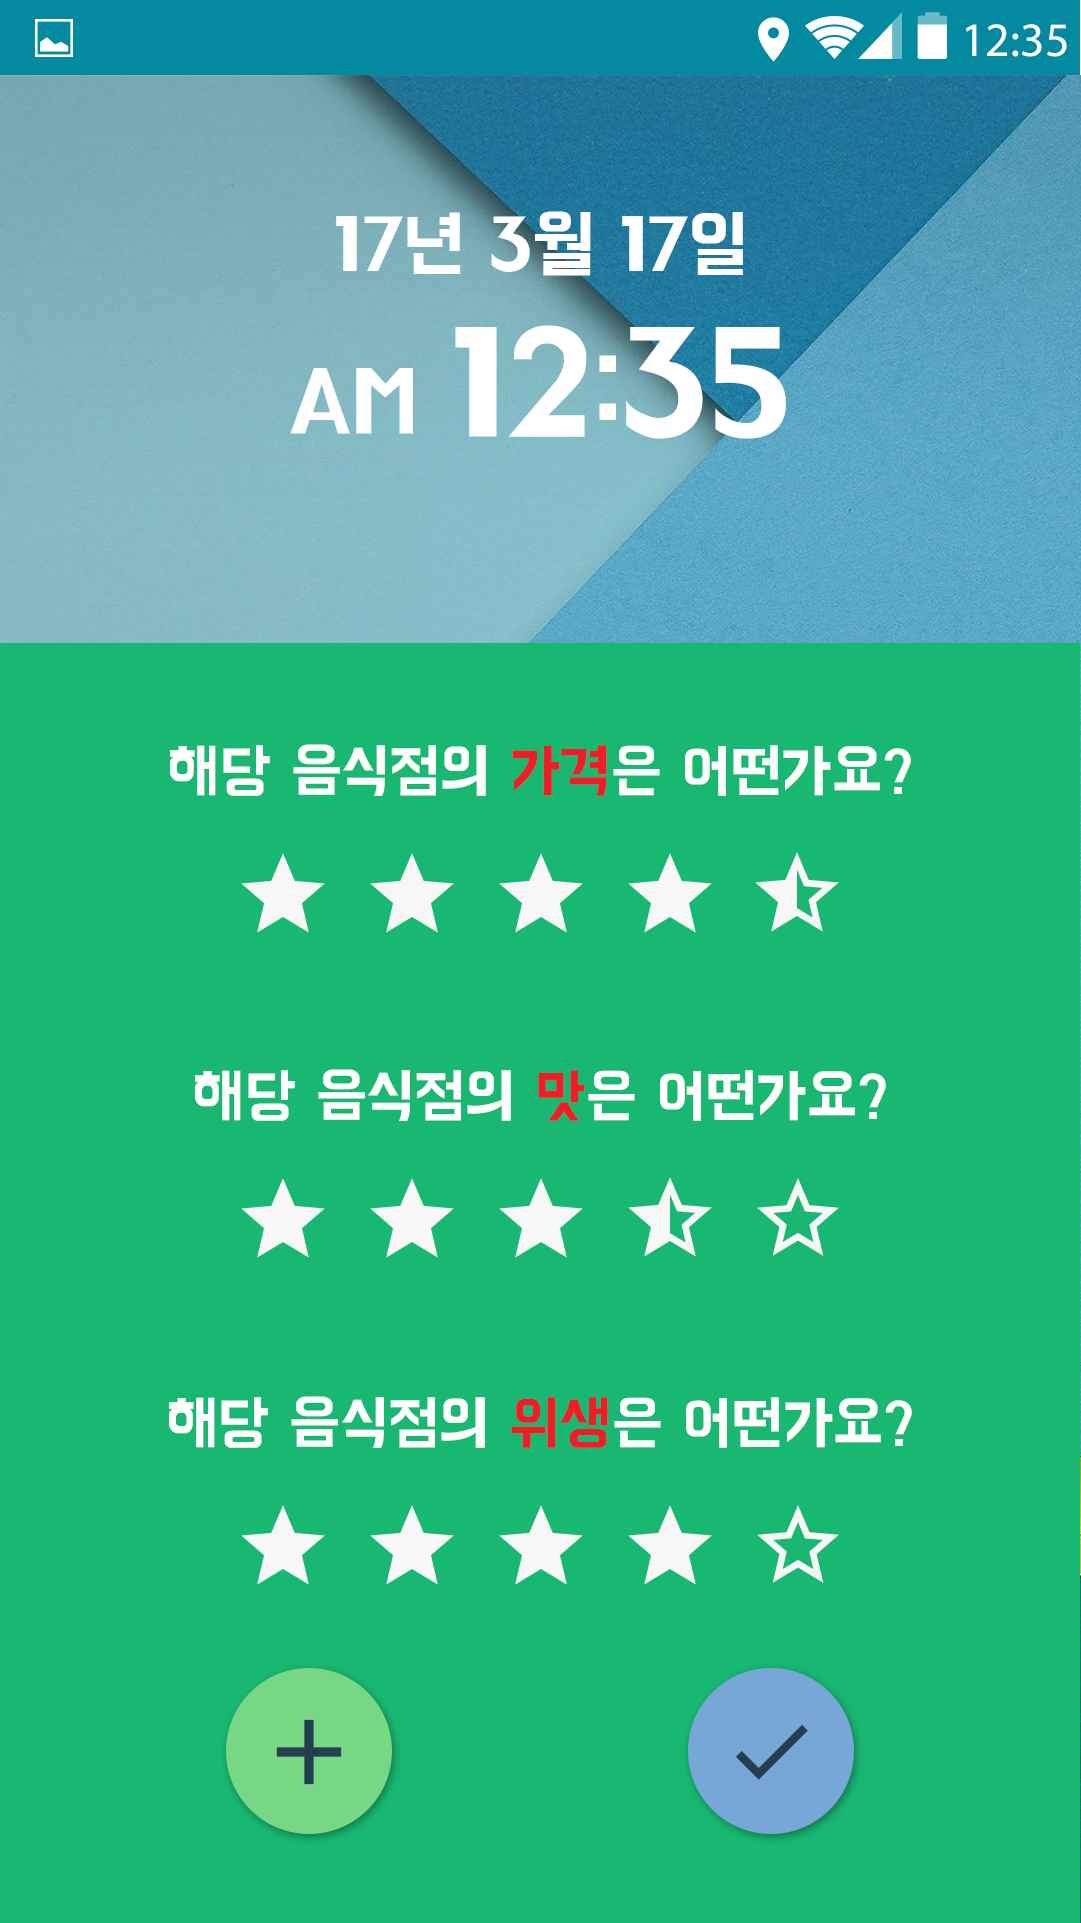 12:35
17년 3월 17일
AM 12:35
해당 음식점의 가격은 어떤가요?
해당 음식점의 맛은 어떤가요?
해당 음식점의 위생은 어떤가요?